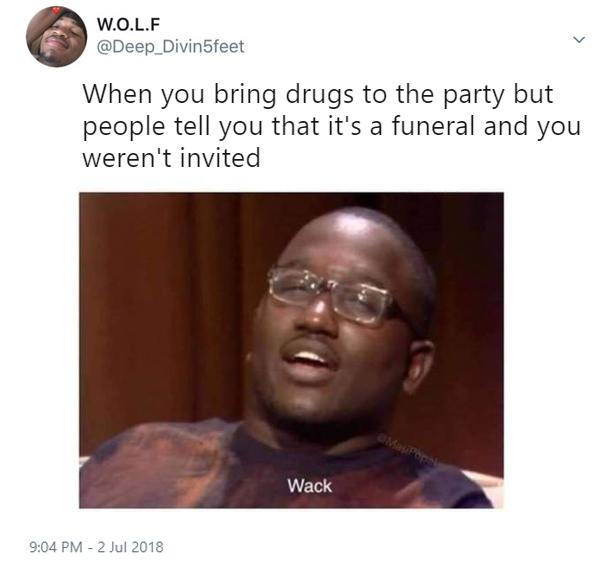 W.O.L.F
@Deep_Divin5feet
When you bring drugs to the party but
people tell you that it's a funeral and you
weren't invited
Wack
9:04 PM - 2 Jul 2018